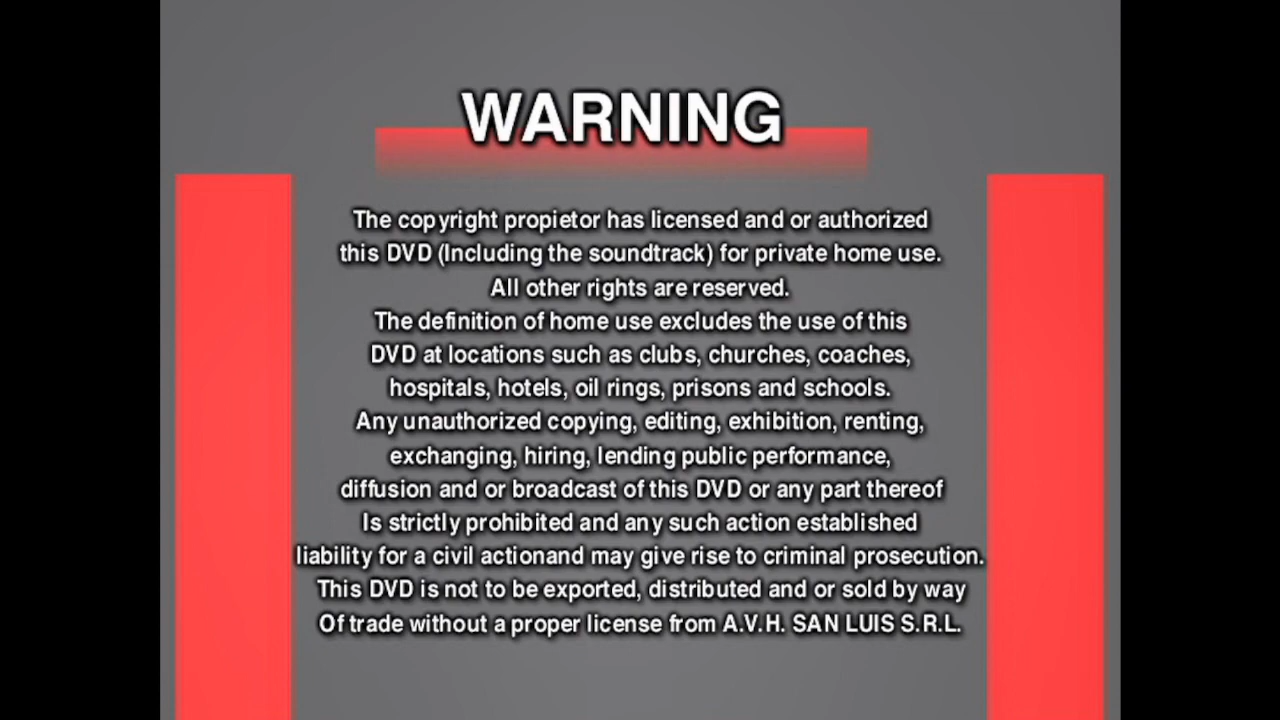 WARNING
The copyright propietor has licensed and or authorized
this DVD (Including the soundtrack) for private home use.
All other rights are reserved.
The definition of home use excludes the use of this
DVD at locations such as clubs, churches, coaches,
hospitals, hotels, oil rings, prisons and schools.
Any unauthorized copying, editing, exhibition, renting,
exchanging, hiring, lending public performance,
diffusion and or broadcast of this DVD or any part thereof
Is strictly prohibited and any such action established
liability for a civil actionand may give rise to criminal prosecution.
This DVD is not to be exported, distributed and or sold by way
Of trade without a proper license from A.V.H. SAN LUIS S.R.L.